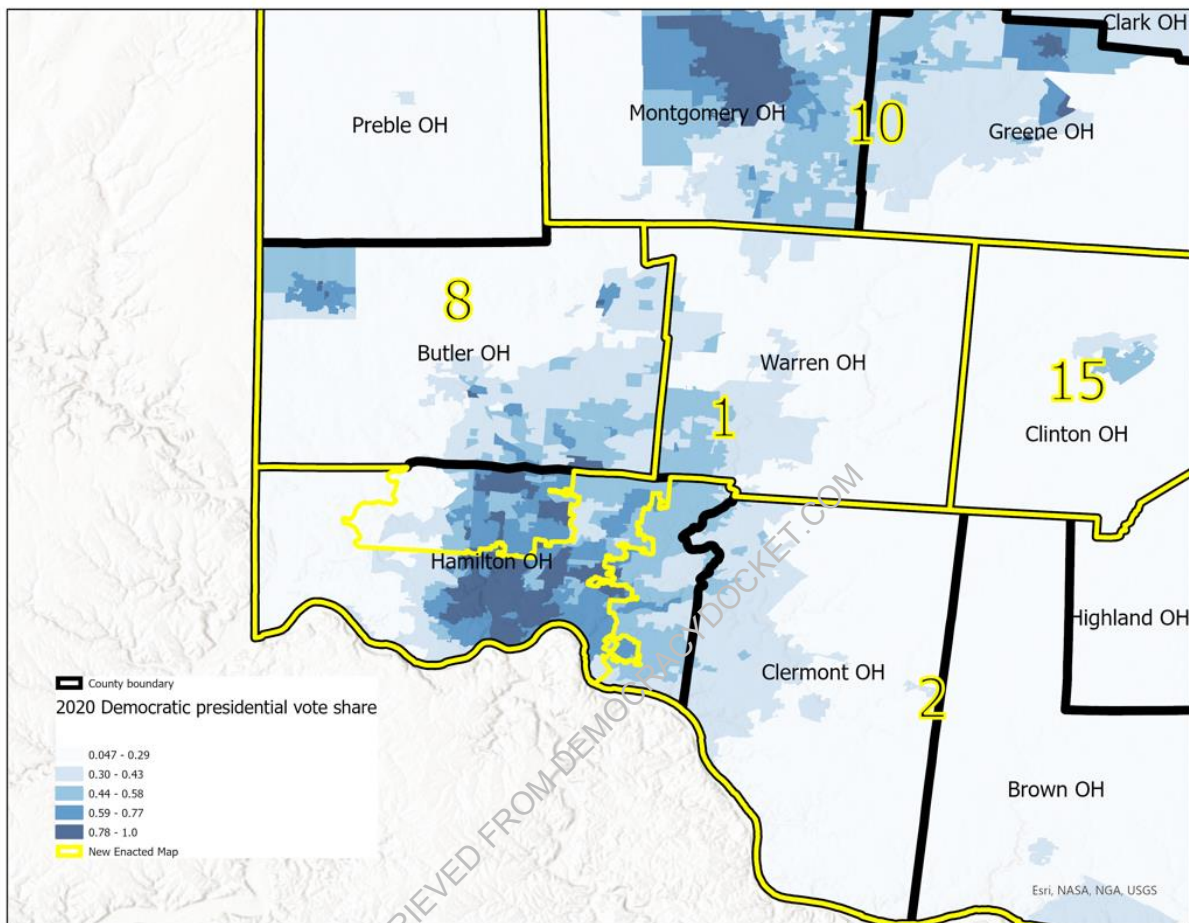 Clark OH
Preble OH
Montgomery OH
10
Greene OH
8
Butler OH
Warren OH
15
1
Clinton OH
Hamilton OH
Highland OH
Clermont OH
2
Brown OH
County boundary
2020 Democratic presidential vote share
0.047 - 0.29
0.30 - 0.43
0.44 - 0.58
0.59 - 0.77
0.78 - 1.0
New Enacted Map
Esri, NASA, NGA, USGS
RIEVED FROM DEMOCRACYDOCKET.COM